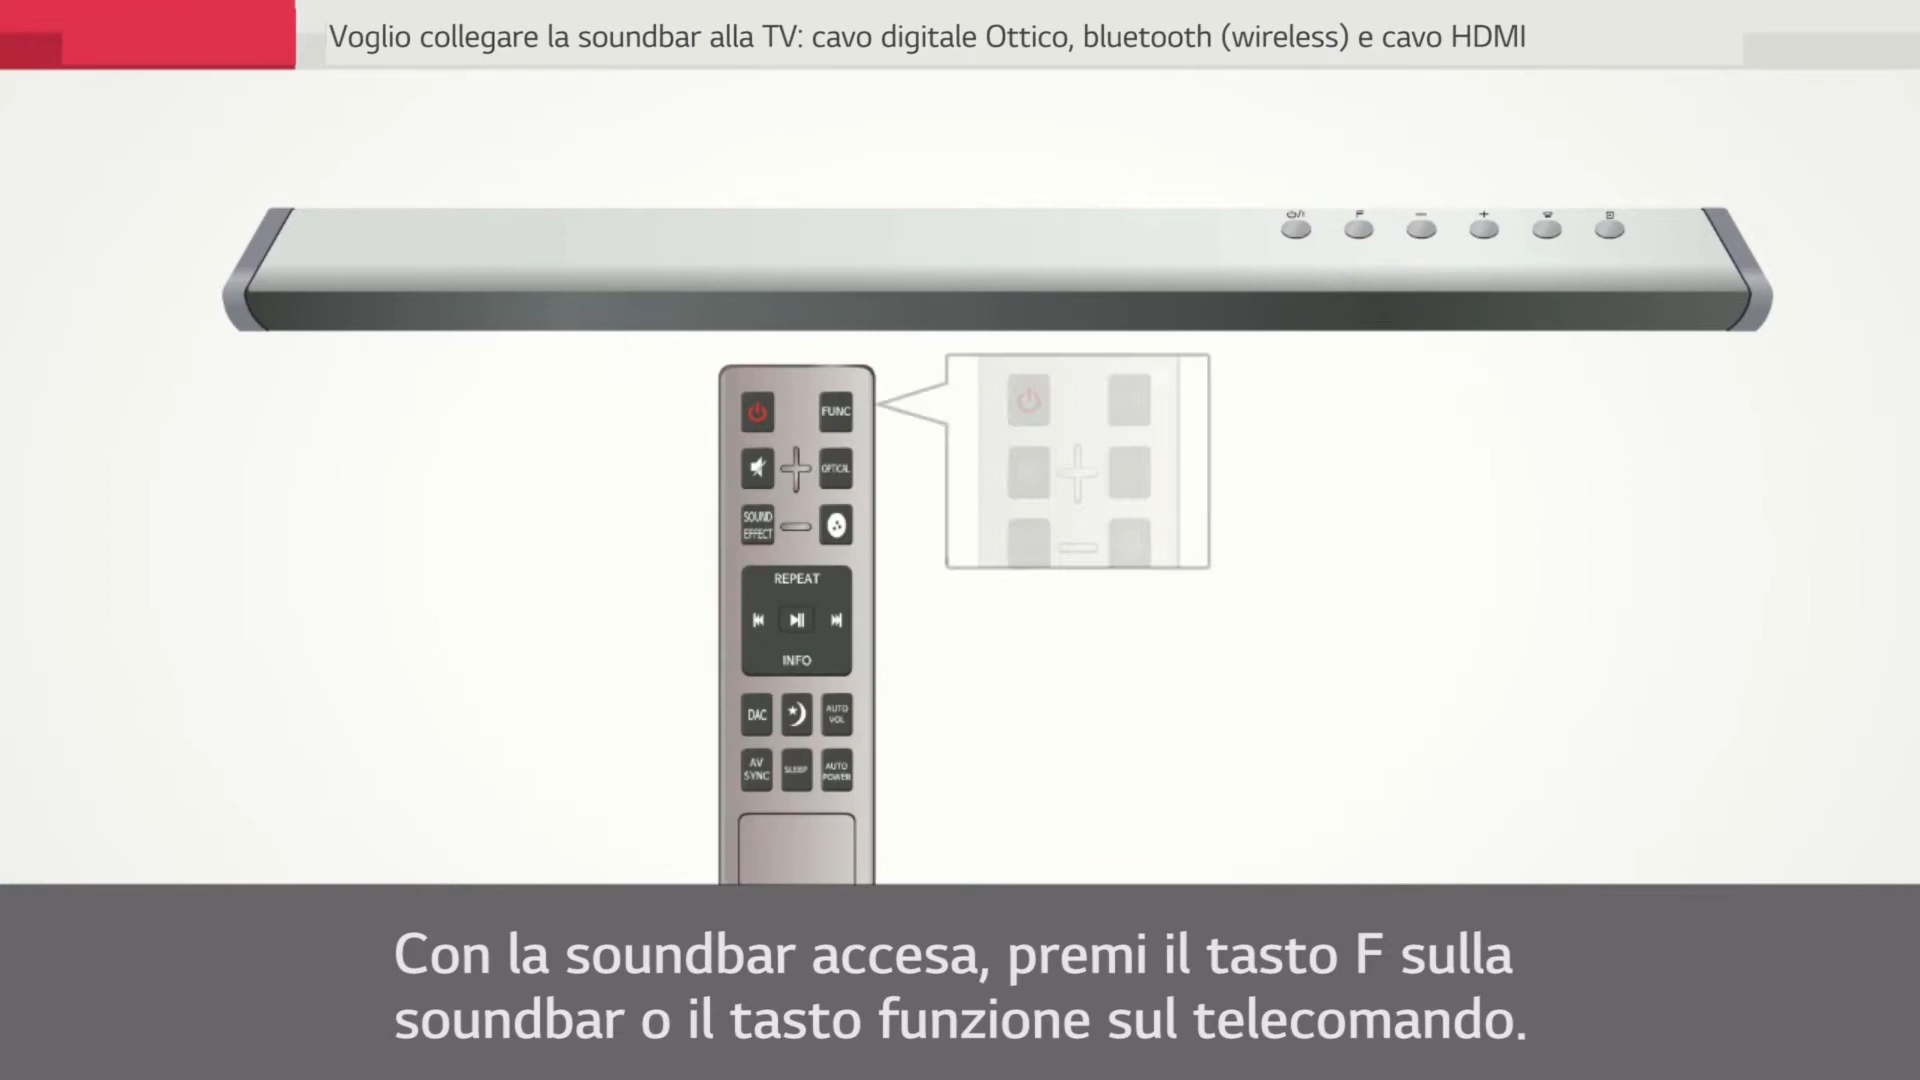 Voglio collegare la soundbar alla TV: cavo digitale Ottico, bluetooth (wireless) e cavo HDMI
F
FUNC
OPTICAL
SOUND
EFFECT
REPEAT
INFO
DAC
AUTO
VOL
AV
SYNC
SLEEP
AUTO
POWER
Con la soundbar accesa, premi il tasto F sulla
soundbar o il tasto funzione sul telecomando.